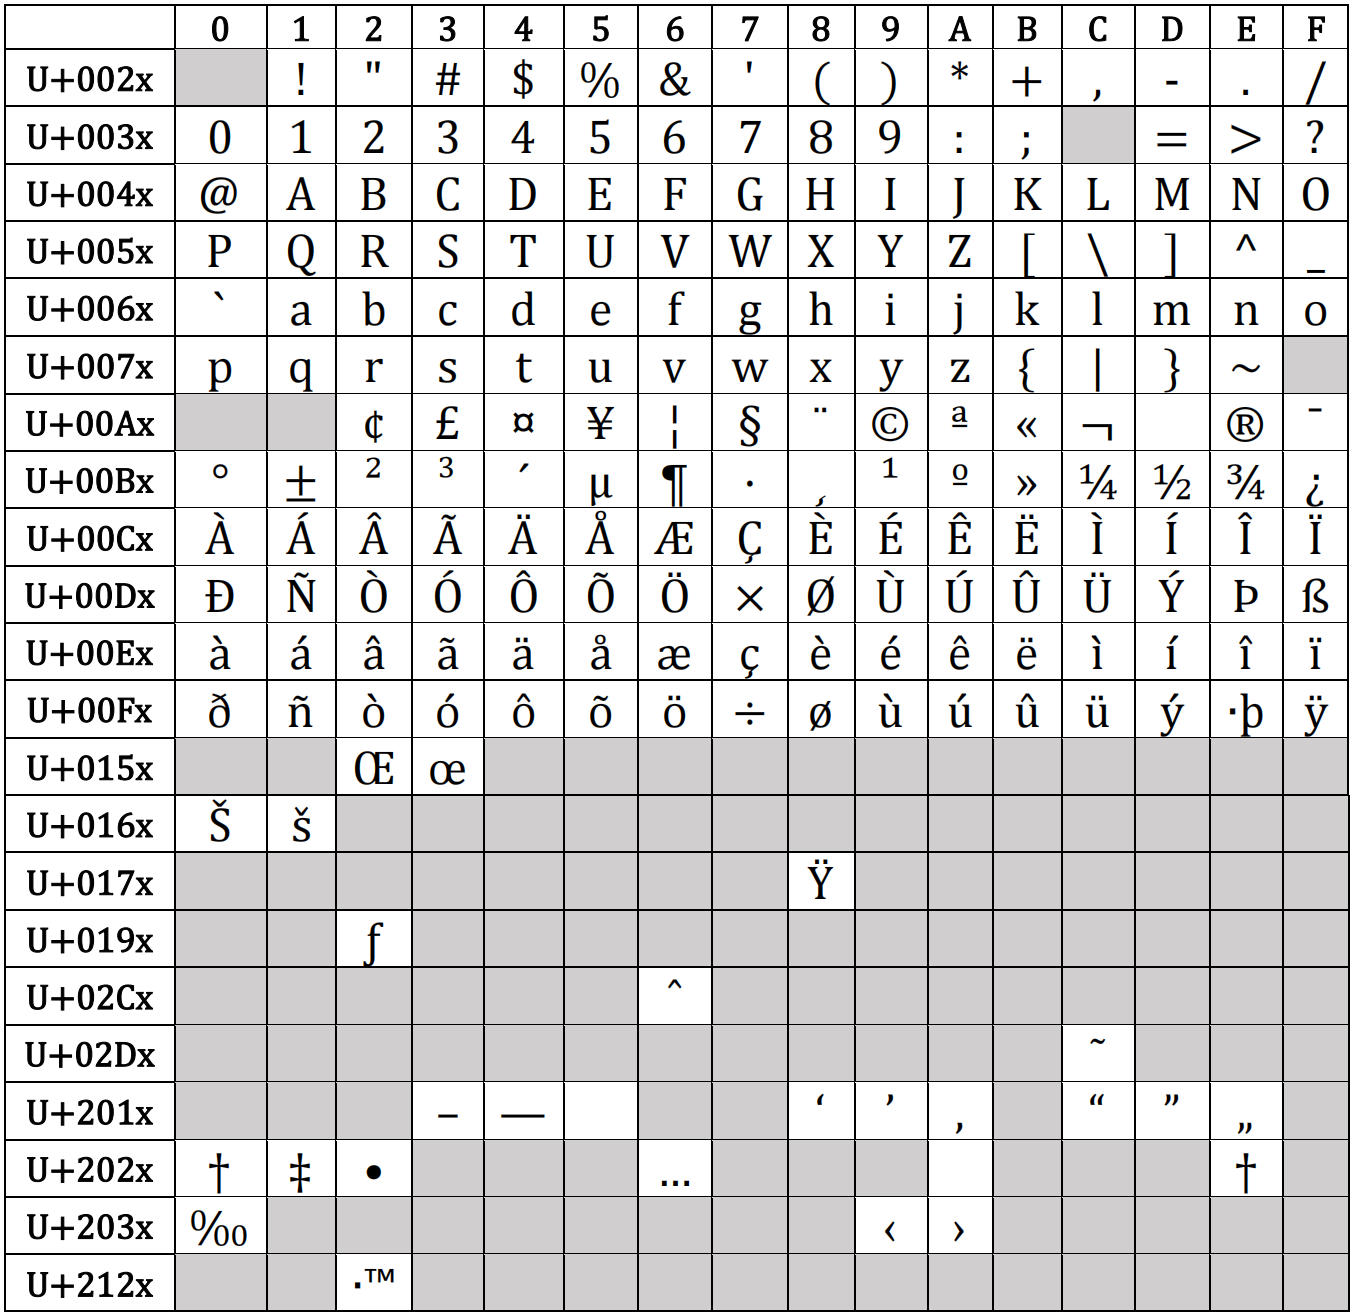 0 1 2 3 4 5 6 7 8 9 A B C D E F
U+002x ! " # $ % & ' ( ) * + , - . /
U+003x 0 1 2 3 4 5 6 7 8 9 : ; = > ?
U+004x @ A B C D E F G H I J K L M N O
U+005x P Q R S T U V W X Y Z [ \ ] ^ _
U+006x ` a b c d e f g h i j k l m n o
U+007x p q r s t u v w x y z { | } ~
U+00Ax ¢ £ ¤ ¥ ¦ § ¨ © ª « ¬ ® ¯
U+00Bx ° ± ² ³ ´ µ ¶ · ¸ ¹ º » ¼ ½ ¾ ¿
U+00Cx À Á Â Ã Ä Å Æ Ç È É Ê Ë Ì Í Î Ï
U+00Dx Ð Ñ Ò Ó Ô Õ Ö × Ø Ù Ú Û Ü Ý Þ ß
U+00Ex à á â ã ä å æ ç è é ê ë ì í î ï
U+00Fx ð ñ ò ó ô õ ö ÷ ø ù ú û ü ý ·þ ÿ
U+015x Œ œ
U+016x Š š
U+017x Ÿ
U+019x ƒ
U+02Cx ˆ
U+02Dx ˜
U+201x – — ‘ ’ ‚ “ ” „
U+202x † ‡ • … †
U+203x ‰ ‹ ›
U+212x ·™